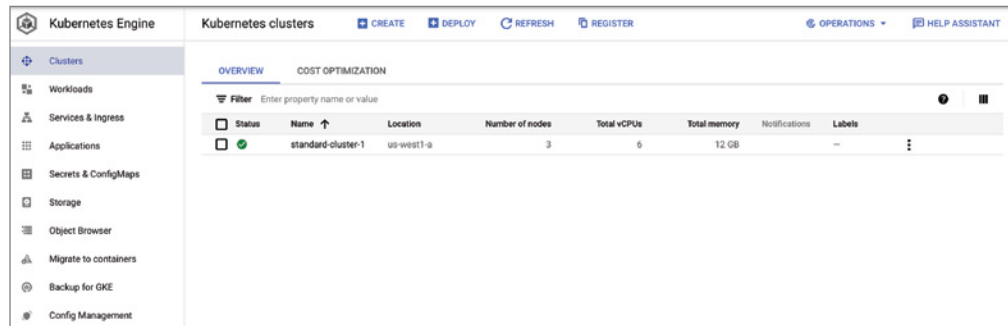 Kubernetes Engine
Kubernetes clusters
CREATE
DEPLOY
REFRESH
REGISTER
OPERATIONS
HELP ASSISTANT
Clusters
Workloads
Services & Ingress
Applications
Secrets & ConfigMaps
Storage
Object Browser
Migrate to containers
Backup for GKE
Config Management
OVERVIEW COST OPTIMIZATION
Filter Enter property name or value
Status Name Location Number of nodes Total vCPUs Total memory Notifications Labels
standard-cluster-1 us-west1-a 3 6 12 GB —